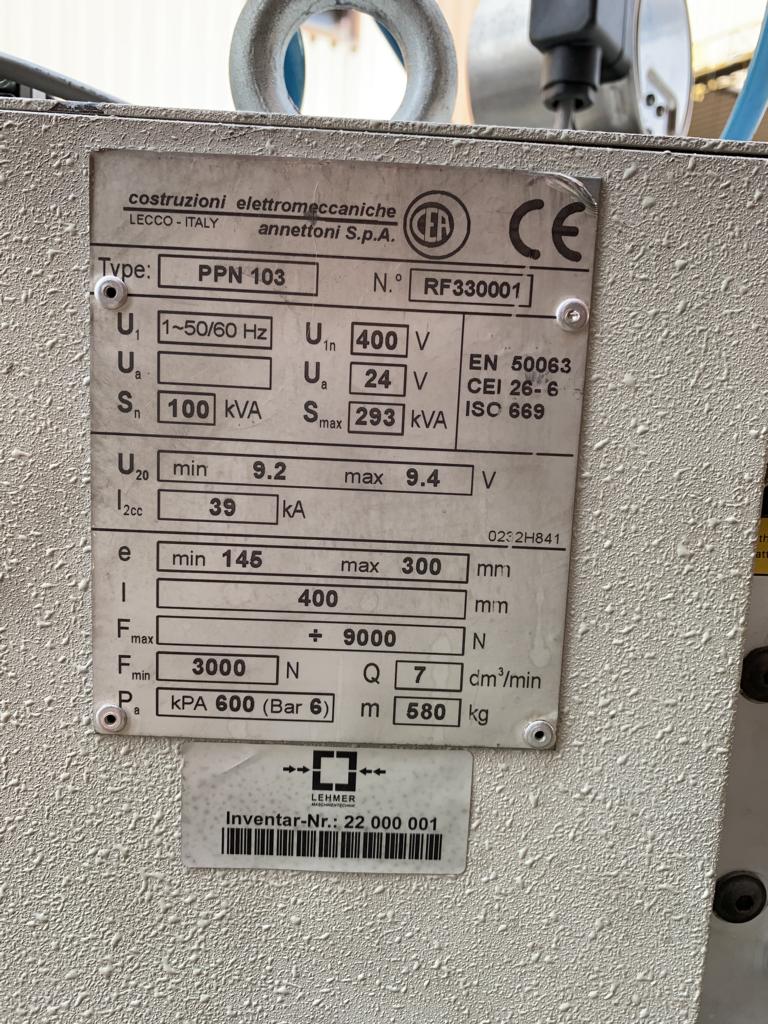 costruzioni elettromeccaniche
LECCO - ITALY annettoni S.p.A.
CEA
CE
Type: PPN 103 N.° RF330001
U1 1~50/60 Hz U1n 400 V
Ua Ua 24 V
Sn 100 kVA Smax 293 kVA
EN 50063
CEI 26-6
ISO 669
U20 min 9.2 max 9.4 V
I2cc 39 kA
0232H841
e min 145 max 300 mm
l 400 mm
Fmax ÷ 9000 N
Fmin 3000 N Q 7 dm³/min
Pa kPA 600 (Bar 6) m 580 kg
LEHMER
MASCHINENTECHNIK
Inventar-Nr.: 22 000 001